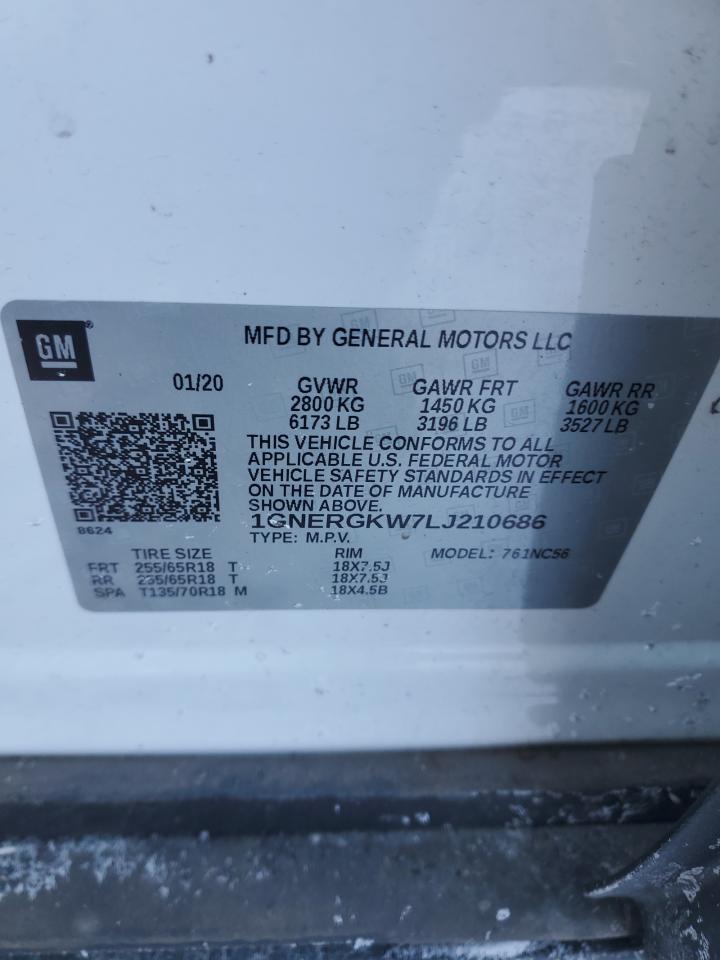 GM
MFD BY GENERAL MOTORS LLC
01/20 GVWR GAWR FRT GAWR RR
2800 KG 1450 KG 1600 KG
6173 LB 3196 LB 3527 LB
THIS VEHICLE CONFORMS TO ALL
APPLICABLE U.S. FEDERAL MOTOR
VEHICLE SAFETY STANDARDS IN EFFECT
ON THE DATE OF MANUFACTURE
SHOWN ABOVE.
8624
1GNERGKW7LJ210686
TYPE: M.P.V.
TIRE SIZE RIM MODEL: 761NC56
FRT 255/65R18 T 18X7.5J
RR 255/65R18 T 18X7.5J
SPA T135/70R18 M 18X4.5B